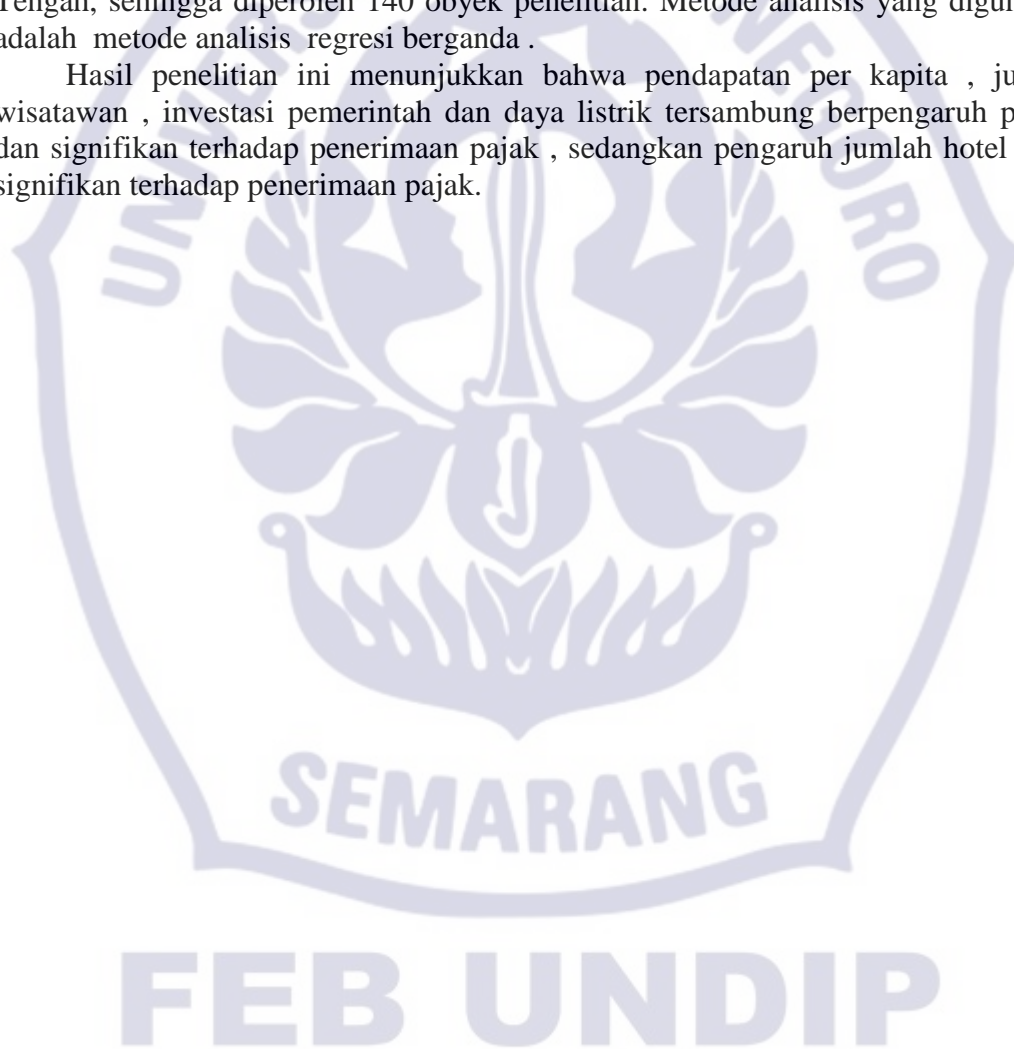 Tengah, sehingga diperoleh 140 obyek penelitian. Metode analisis yang
adalah metode analisis regresi berganda .
Hasil penelitian ini menunjukkan bahwa pendapatan per kapita ,
wisatawan , investasi pemerintah dan daya listrik tersambung berpengaruh
dan signifikan terhadap penerimaan pajak , sedangkan pengaruh jumlah hotel
signifikan terhadap penerimaan pajak.
SEMARANG
FEB UNDIP